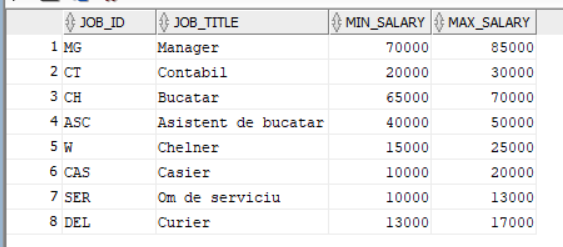 JOB_ID JOB_TITLE MIN_SALARY MAX_SALARY
1 MG Manager 70000 85000
2 CT Contabil 20000 30000
3 CH Bucatar 65000 70000
4 ASC Asistent de bucatar 40000 50000
5 W Chelner 15000 25000
6 CAS Casier 10000 20000
7 SER Om de serviciu 10000 13000
8 DEL Curier 13000 17000